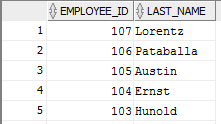 EMPLOYEE_ID LAST_NAME
1 107 Lorentz
2 106 Pataballa
3 105 Austin
4 104 Ernst
5 103 Hunold